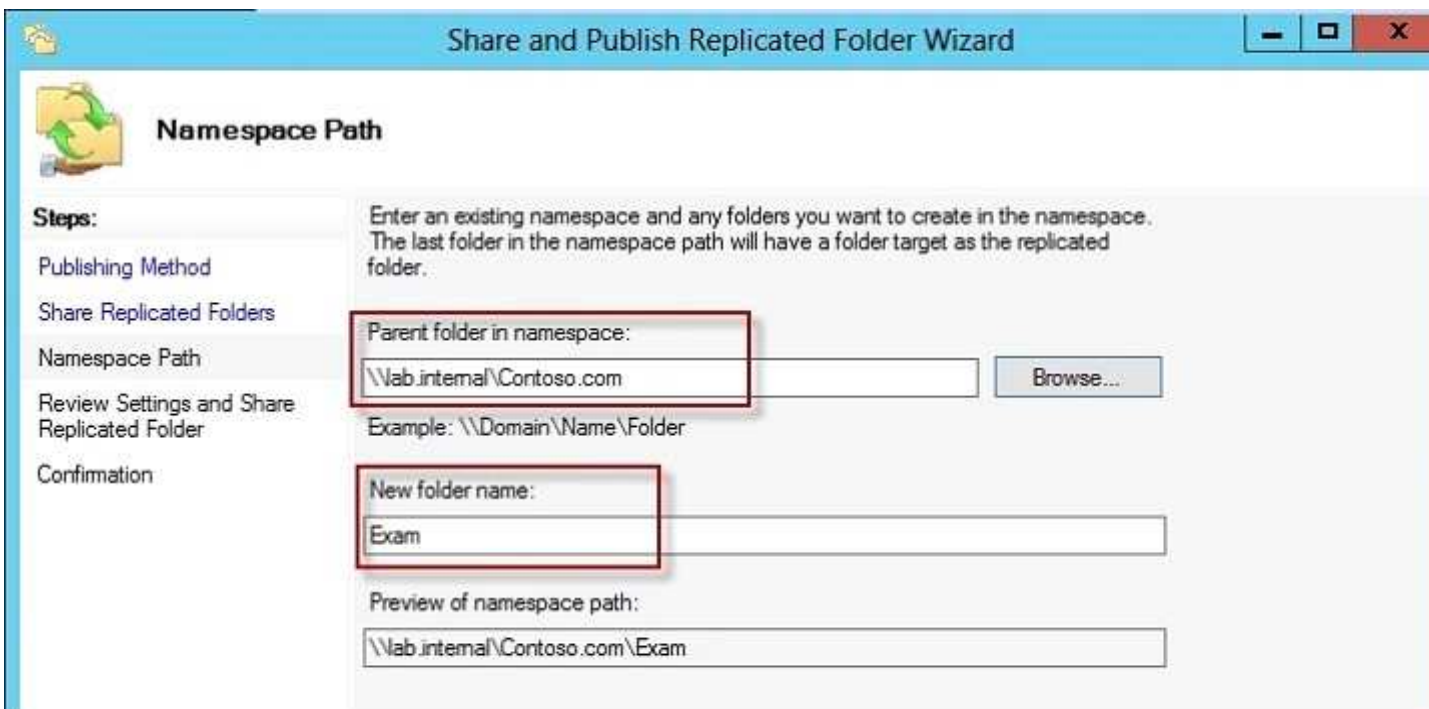 Share and Publish Replicated Folder Wizard
Namespace Path
Steps:
Publishing Method
Share Replicated Folders
Namespace Path
Review Settings and Share
Replicated Folder
Confirmation
Enter an existing namespace and any folders you want to create in the namespace.
The last folder in the namespace path will have a folder target as the replicated
folder.
Parent folder in namespace:
\\lab.internal\Contoso.com
Browse...
Example: \\Domain\Name\Folder
New folder name:
Exam
Preview of namespace path:
\\lab.internal\Contoso.com\Exam